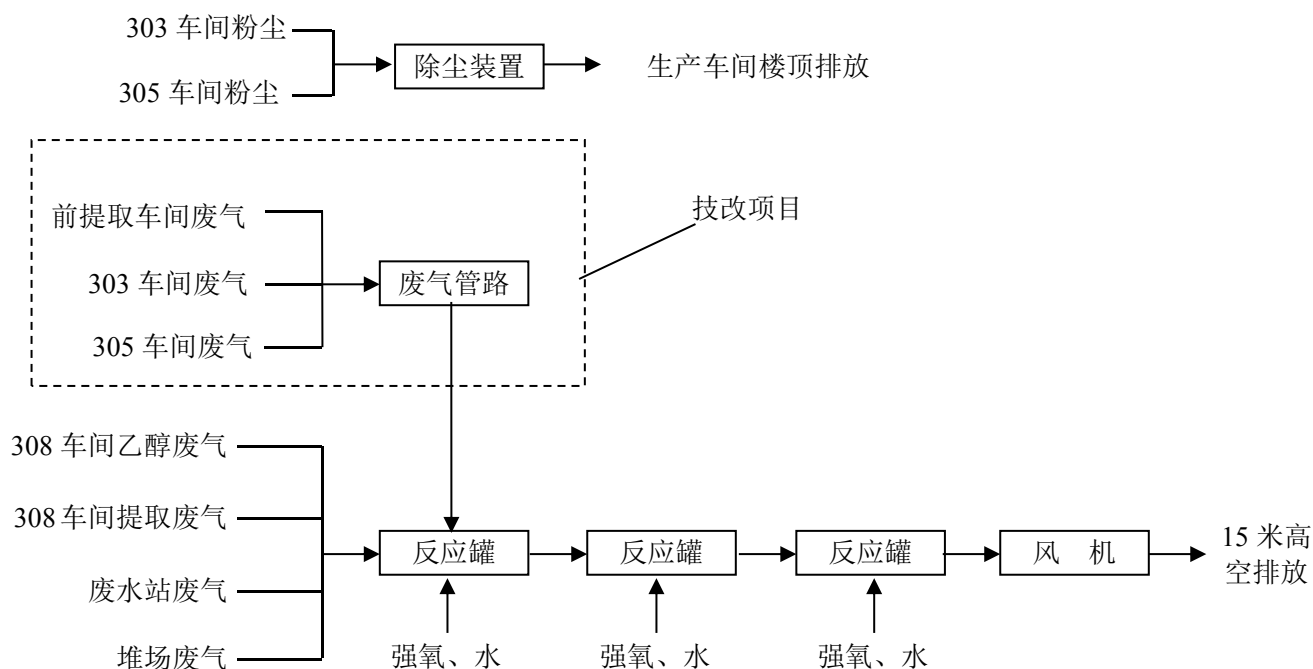 303 车间粉尘
305 车间粉尘
除尘装置
生产车间楼顶排放
前提取车间废气
303 车间废气
305 车间废气
废气管路
技改项目
308 车间乙醇废气
308 车间提取废气
废水站废气
堆场废气
反应罐
反应罐
反应罐
风 机
15 米高
空排放
强氧、水
强氧、水
强氧、水